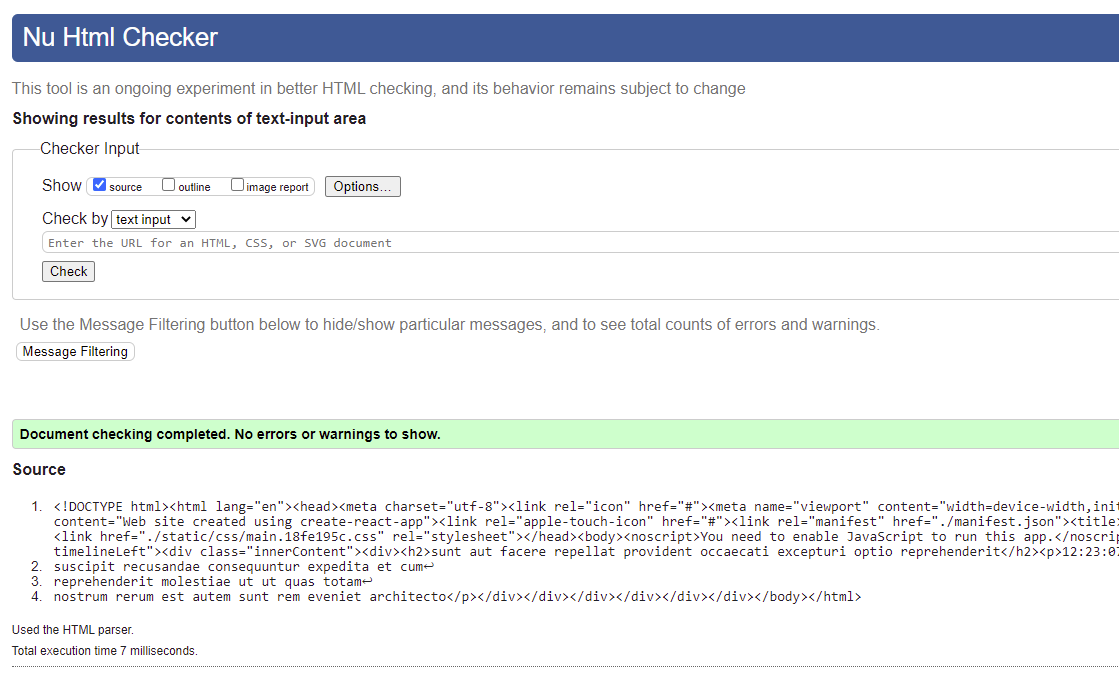 Nu Html Checker
This tool is an ongoing experiment in better HTML checking, and its behavior remains subject to change
Showing results for contents of text-input area
Checker Input
Show source outline image report Options...
Check by text input
Enter the URL for an HTML, CSS, or SVG document
Check
Use the Message Filtering button below to hide/show particular messages, and to see total counts of errors and warnings.
Message Filtering
Document checking completed. No errors or warnings to show.
Source
1. <!DOCTYPE html><html lang="en"><head><meta charset="utf-8"><link rel="icon" href="#"><meta name="viewport" content="width=device-width,init
content="Web site created using create-react-app"><link rel="apple-touch-icon" href="#"><link rel="manifest" href="./manifest.json"><title>
<link href="./static/css/main.18fe195c.css" rel="stylesheet"></head><body><noscript>You need to enable JavaScript to run this app.</noscrip
timelineLeft"><div class="innerContent"><div><h2>sunt aut facere repellat provident occaecati excepturi optio reprehenderit</h2><p>12:23:07
2. suscipit recusandae consequuntur expedita et cum↩
3. reprehenderit molestiae ut ut quas totam↩
4. nostrum rerum est autem sunt rem eveniet architecto</p></div></div></div></div></div></div></body></html>
Used the HTML parser.
Total execution time 7 milliseconds.